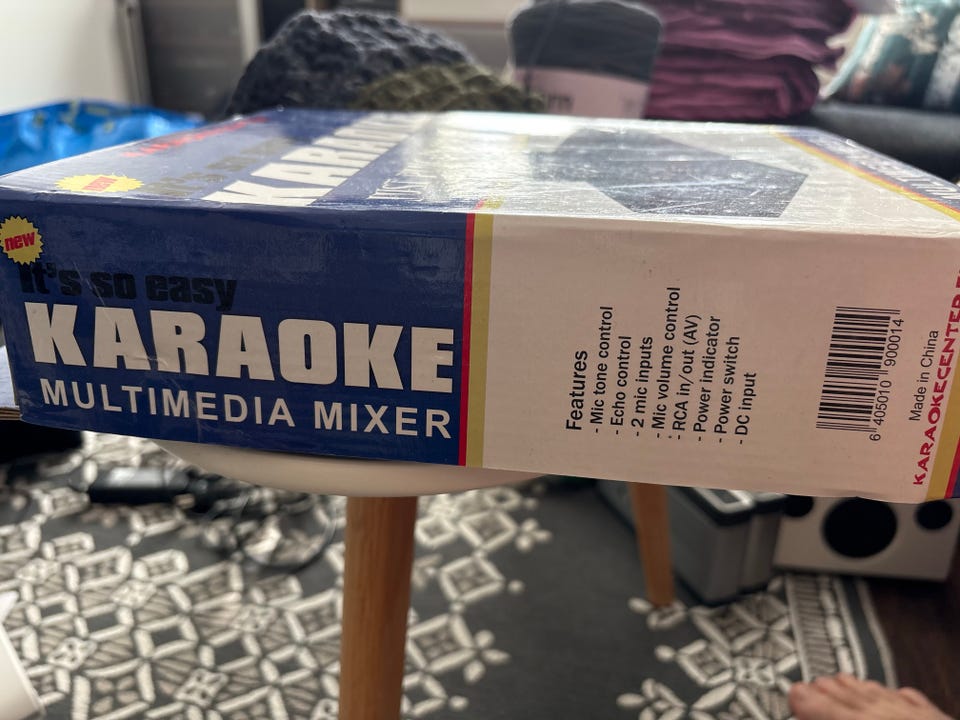 new
It's so easy
KARAOKE
MULTIMEDIA MIXER
Features
- Mic tone control
- Echo control
- 2 mic inputs
- Mic volume control
- RCA in/out (AV)
- Power indicator
- Power switch
- DC input
6 405010 900014
Made in China
KARAOKECENTER.F